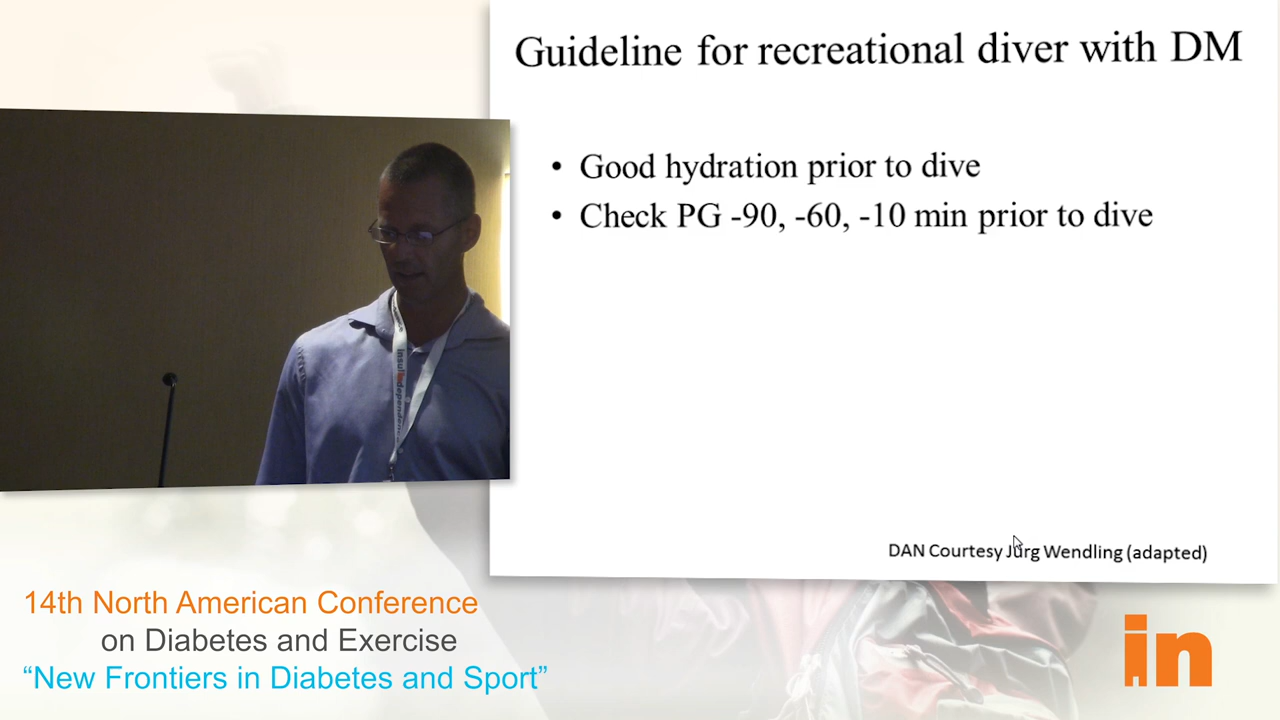 Guideline for recreational diver with DM
• Good hydration prior to dive
• Check PG -90, -60, -10 min prior to dive
DAN Courtesy Jürg Wendling (adapted)
insulindependence
14th North American Conference
on Diabetes and Exercise
“New Frontiers in Diabetes and Sport”
in